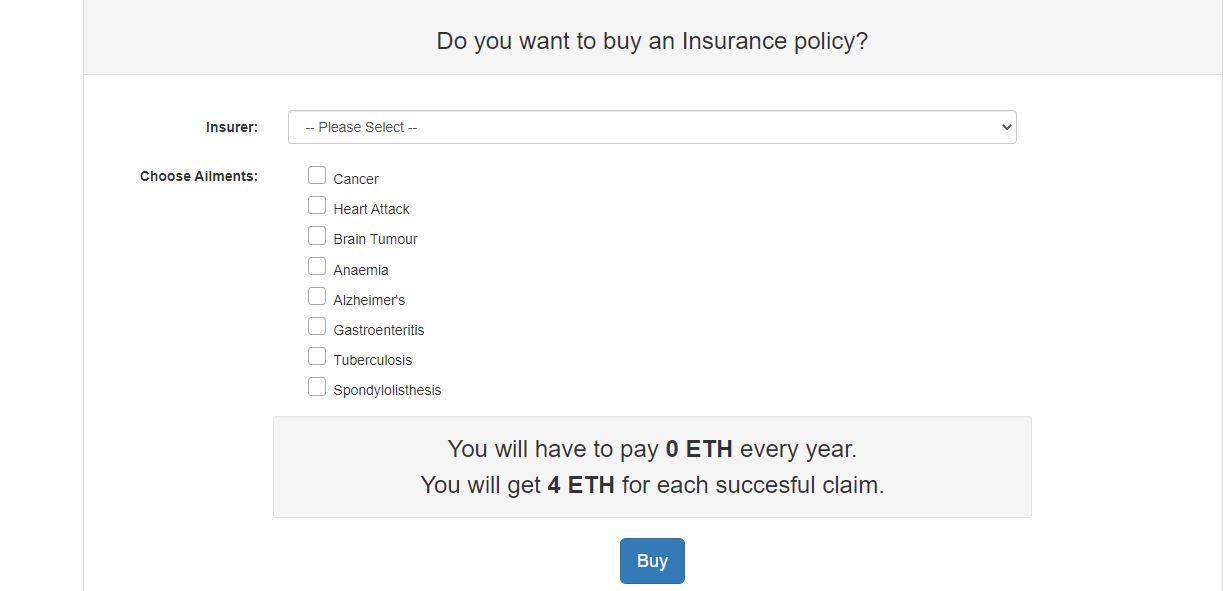 Do you want to buy an Insurance policy?
Insurer:
-- Please Select --
Choose Ailments:
Cancer
Heart Attack
Brain Tumour
Anaemia
Alzheimer's
Gastroenteritis
Tuberculosis
Spondylolisthesis
You will have to pay 0 ETH every year.
You will get 4 ETH for each succesful claim.
Buy